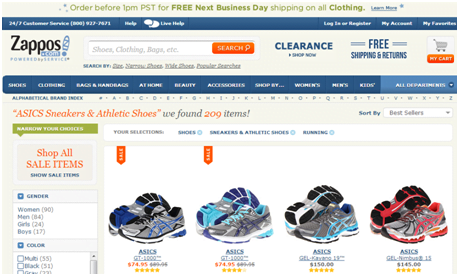 Order before 1pm PST for FREE Next Business Day shipping on all Clothing. Learn More »
24/7 Customer Service (800) 927-7671 Help Live Help Log In or Register My Account My Favorites
Zappos.com
POWERED by SERVICE
Shoes, Clothing, Bags, etc. SEARCH
SEARCH BY: Size, Narrow Shoes, Wide Shoes, Popular Searches
CLEARANCE
SHOP NOW
FREE
SHIPPING & RETURNS
MY CART
SHOES CLOTHING BAGS & HANDBAGS AT HOME BEAUTY ACCESSORIES SHOP BY... WOMEN'S MEN'S KIDS' ALL DEPARTMENTS
ALPHABETICAL BRAND INDEX # A B C D E F G H I J K L M N O P Q R S T U V W X Y Z
"ASICS Sneakers & Athletic Shoes" we found 209 items!
Sort By Best Sellers
NARROW YOUR CHOICES
YOUR SELECTIONS: SHOES SNEAKERS & ATHLETIC SHOES RUNNING
Shop All
SALE ITEMS
SHOW SALE ITEMS
SALE SALE
GENDER
Women (90)
Men (84)
Girls (24)
Boys (17)
COLOR
Multi (55)
Black (31)
ASICS ASICS ASICS ASICS
GT-1000™ GT-1000™ GEL-Kayano® 19™ GEL-Nimbus® 15
$74.95 $89.95 $74.95 $89.95 $150.00 $145.00